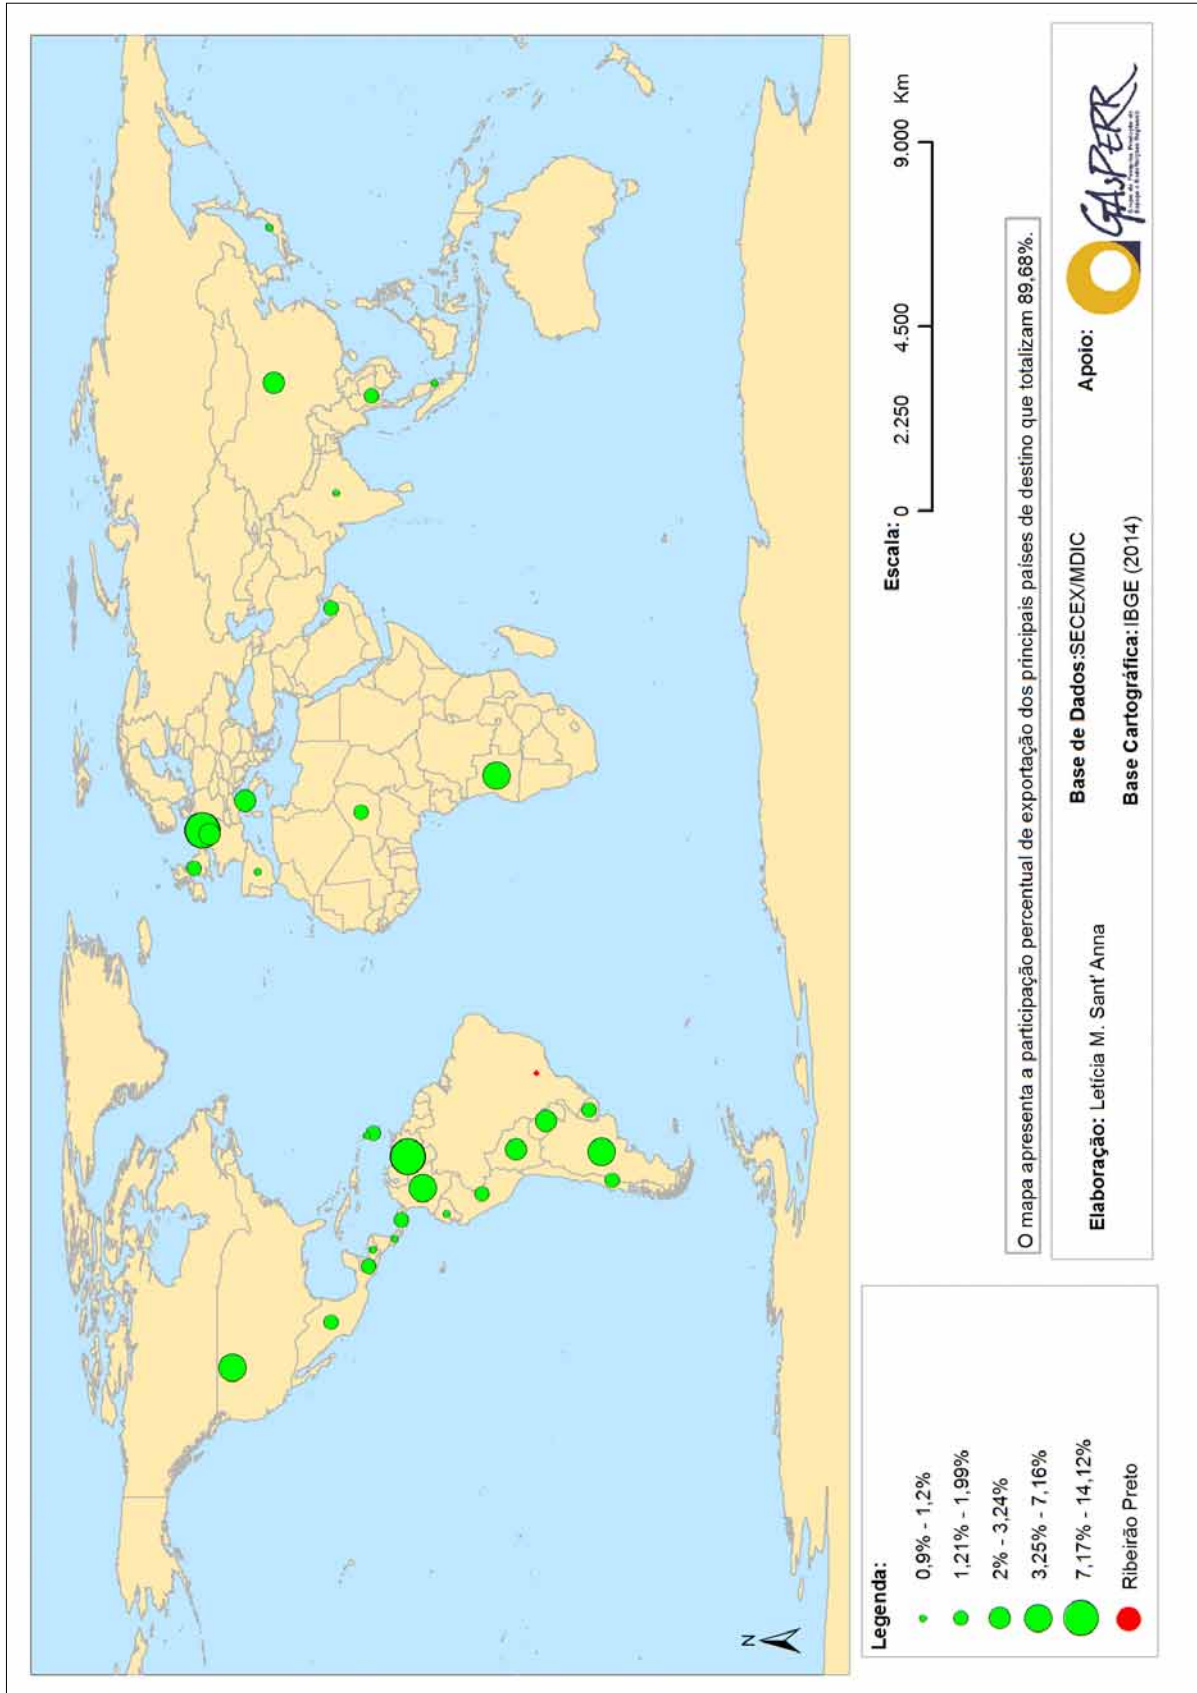 N
Legenda:
0,9% - 1,2%
1,21% - 1,99%
2% - 3,24%
3,25% - 7,16%
7,17% - 14,12%
Ribeirão Preto
Escala:
0 2.250 4.500 9.000 Km
O mapa apresenta a participação percentual de exportação dos principais países de destino que totalizam 89,68%.
Elaboração: Letícia M. Sant' Anna
Base de Dados:SECEX/MDIC
Base Cartográfica:IBGE (2014)
Apoio:
GAsPERR